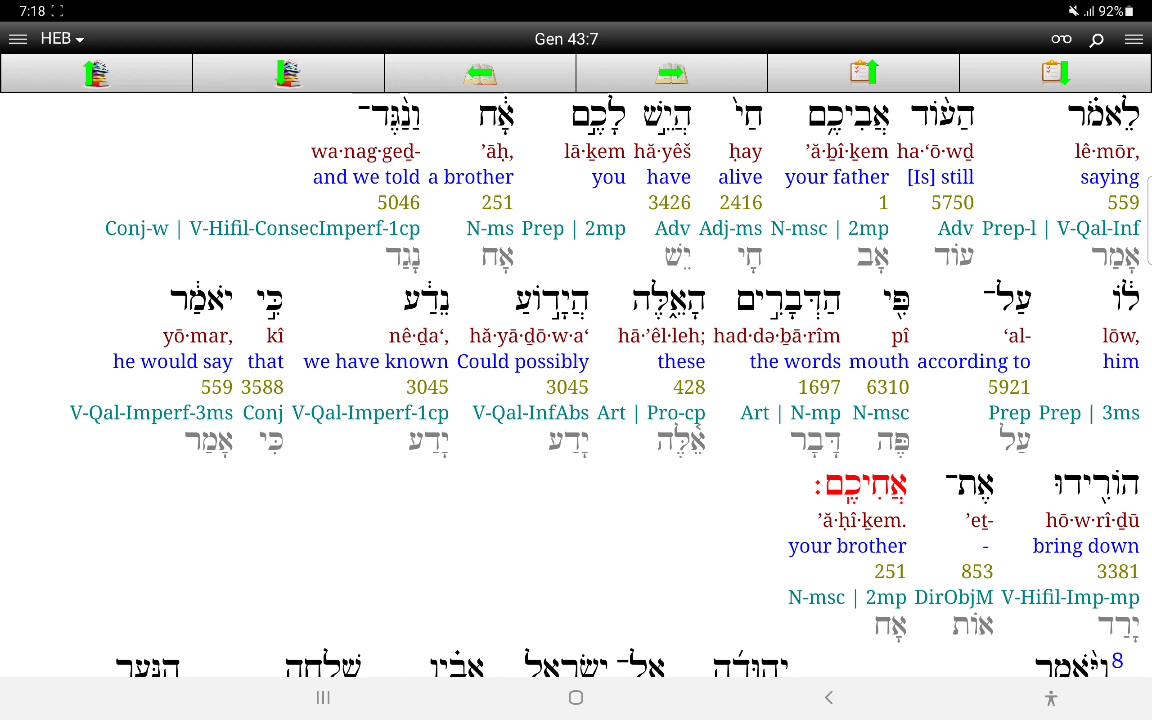 7:18 92%
HEB Gen 43:7
לֵאמֹ֗ר הַע֨וֹד אֲבִיכֶ֥ם חַי֙ הֲיֵ֣שׁ לָכֶ֣ם אָ֔ח וַנַ֨גֶּד־
lê·mōr, ha·‘ō·wḏ ’ă·ḇî·ḵem ḥay hă·yêš lā·ḵem ’āḥ, wa·nag·geḏ-
saying [Is] still your father alive have you a brother and we told
559 5750 1 2416 3426 251 5046
Prep-l | V-Qal-Inf Adv N-msc | 2mp Adj-ms Adv Prep | 2mp N-ms Conj-w | V-Hifil-ConsecImperf-1cp
אָמַר עוֹד אָב חָי יֵשׁ אָח נָגַד
ל֔וֹ עַל־ פִּ֖י הַדְּבָרִ֣ים הָאֵ֑לֶּה הֲיָד֣וֹעַ נֵדַ֔ע כִּ֣י יֹאמַ֔ר
lōw, ‘al- pî had·də·ḇā·rîm hā·’êl·leh; hă·yā·ḏō·w·a‘ nê·ḏa‘, kî yō·mar,
him according to mouth the words these Could possibly we have known that he would say
5921 6310 1697 428 3045 3045 3588 559
Prep | 3ms Prep N-msc Art | N-mp Art | Pro-cp V-Qal-InfAbs V-Qal-Imperf-1cp Conj V-Qal-Imperf-3ms
עַל פֶּה דָּבָר אֵלֶּה יָדַע יָדַע כִּי אָמַר
הוֹרִ֖ידוּ אֶת־ אֲחִיכֶֽם׃
hō·w·rî·ḏū ’eṯ- ’ă·ḥî·ḵem.
bring down - your brother
3381 853 251
V-Hifil-Imp-mp DirObjM N-msc | 2mp
יָרַד אוֹת אָח
8 וַיֹּ֨אמֶר יְהוּדָ֜ה אֶל־ יִשְׂרָאֵ֣ל אָבִ֗יו שִׁלְחָ֥ה הַנַּ֛עַר